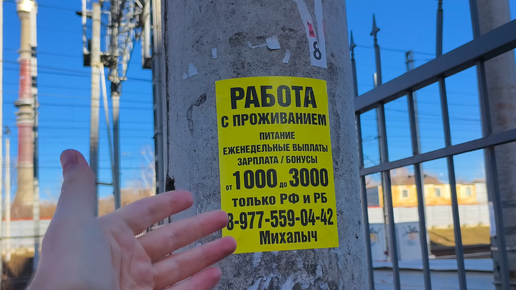 8
РАБОТА
С ПРОЖИВАНИЕМ
ПИТАНИЕ
ЕЖЕНЕДЕЛЬНЫЕ ВЫПЛАТЫ
ЗАРПЛАТА / БОНУСЫ
от 1000 до 3000
ТОЛЬКО РФ И РБ
8-977-559-04-42
Михалыч